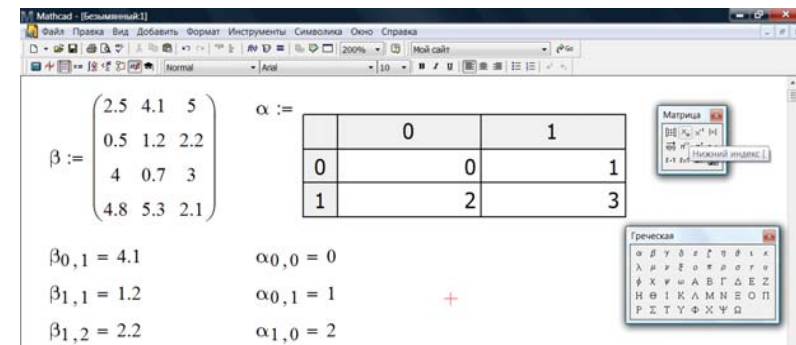 Mathcad - [Безымянный:1]
Файл Правка Вид Добавить Формат Инструменты Символика Окно Справка
200% Мой сайт Go
Normal Arial 10 B I U
β := ( 2.5 4.1 5
0.5 1.2 2.2
4 0.7 3
4.8 5.3 2.1 )
α :=
0 1
0 0 1
1 2 3
Матрица
Нижний индекс [
β0,1 = 4.1 α0,0 = 0
β1,1 = 1.2 α0,1 = 1
β1,2 = 2.2 α1,0 = 2
Греческая
α β γ δ ε ζ η θ ι κ
λ μ ν ξ ο π ρ σ τ υ
ϕ χ ψ ω Α Β Γ Δ Ε Ζ
Η Θ Ι Κ Λ Μ Ν Ξ Ο Π
Ρ Σ Τ Υ Φ Χ Ψ Ω